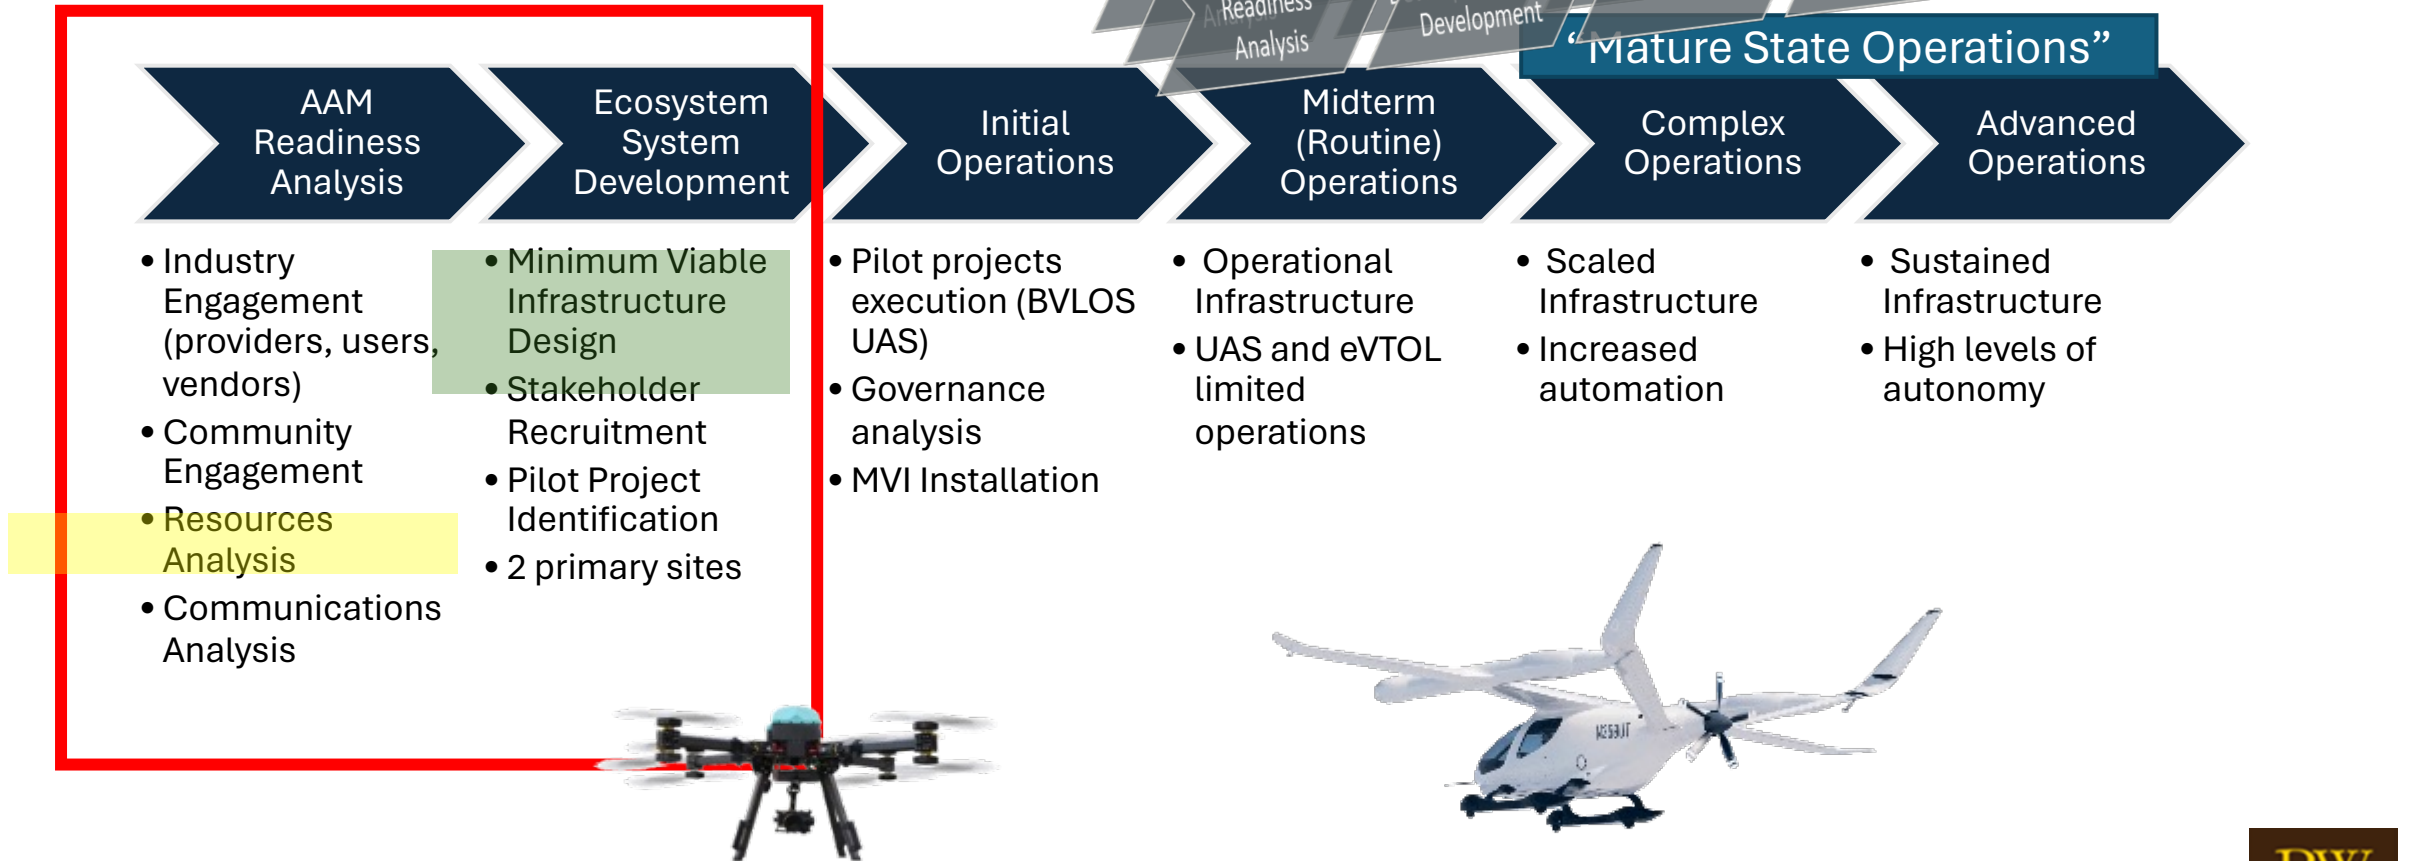 Readiness
Analysis
Development
“Mature State Operations”
AAM
Readiness
Analysis
Ecosystem
System
Development
Initial
Operations
Midterm
(Routine)
Operations
Complex
Operations
Advanced
Operations
• Industry
Engagement
(providers, users,
vendors)
• Community
Engagement
• Resources
Analysis
• Communications
Analysis
• Minimum Viable
Infrastructure
Design
• Stakeholder
Recruitment
• Pilot Project
Identification
• 2 primary sites
• Pilot projects
execution (BVLOS
UAS)
• Governance
analysis
• MVI Installation
• Operational
Infrastructure
• UAS and eVTOL
limited
operations
• Scaled
Infrastructure
• Increased
automation
• Sustained
Infrastructure
• High levels of
autonomy